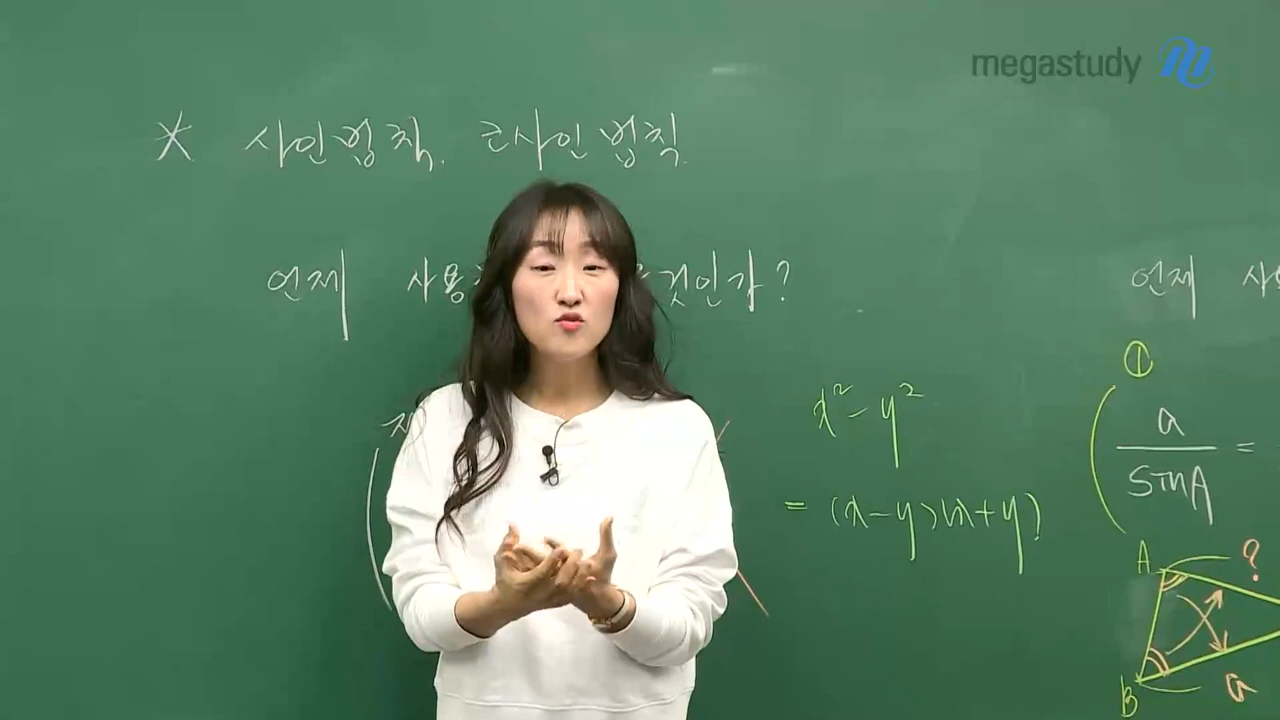 megastudy
* 사인법칙. 코사인법칙.
언제 사용 것인가?
x² - y²
= (x-y)(x+y)
언제 사
①
a
sinA
=
A
?
B
a